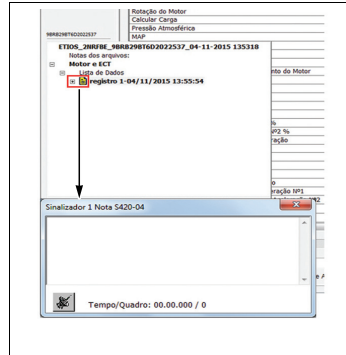 Rotação do Motor
Calcular Carga
Pressão Atmosférica
9BRB29BT6D2022537
MAP
ETIOS_2NRFBE_9BRB29BT6D2022537_04-11-2015 135318
Notas dos arquivos:
Motor e ECT
Lista de Dados
nto do Motor
registro 1-04/11/2015 13:55:54
%
Nº2 %
ração
o
eração Nº1
Nº2
Sinalizador 1 Nota S420-04
e A
Tempo/Quadro: 00.00.000 / 0